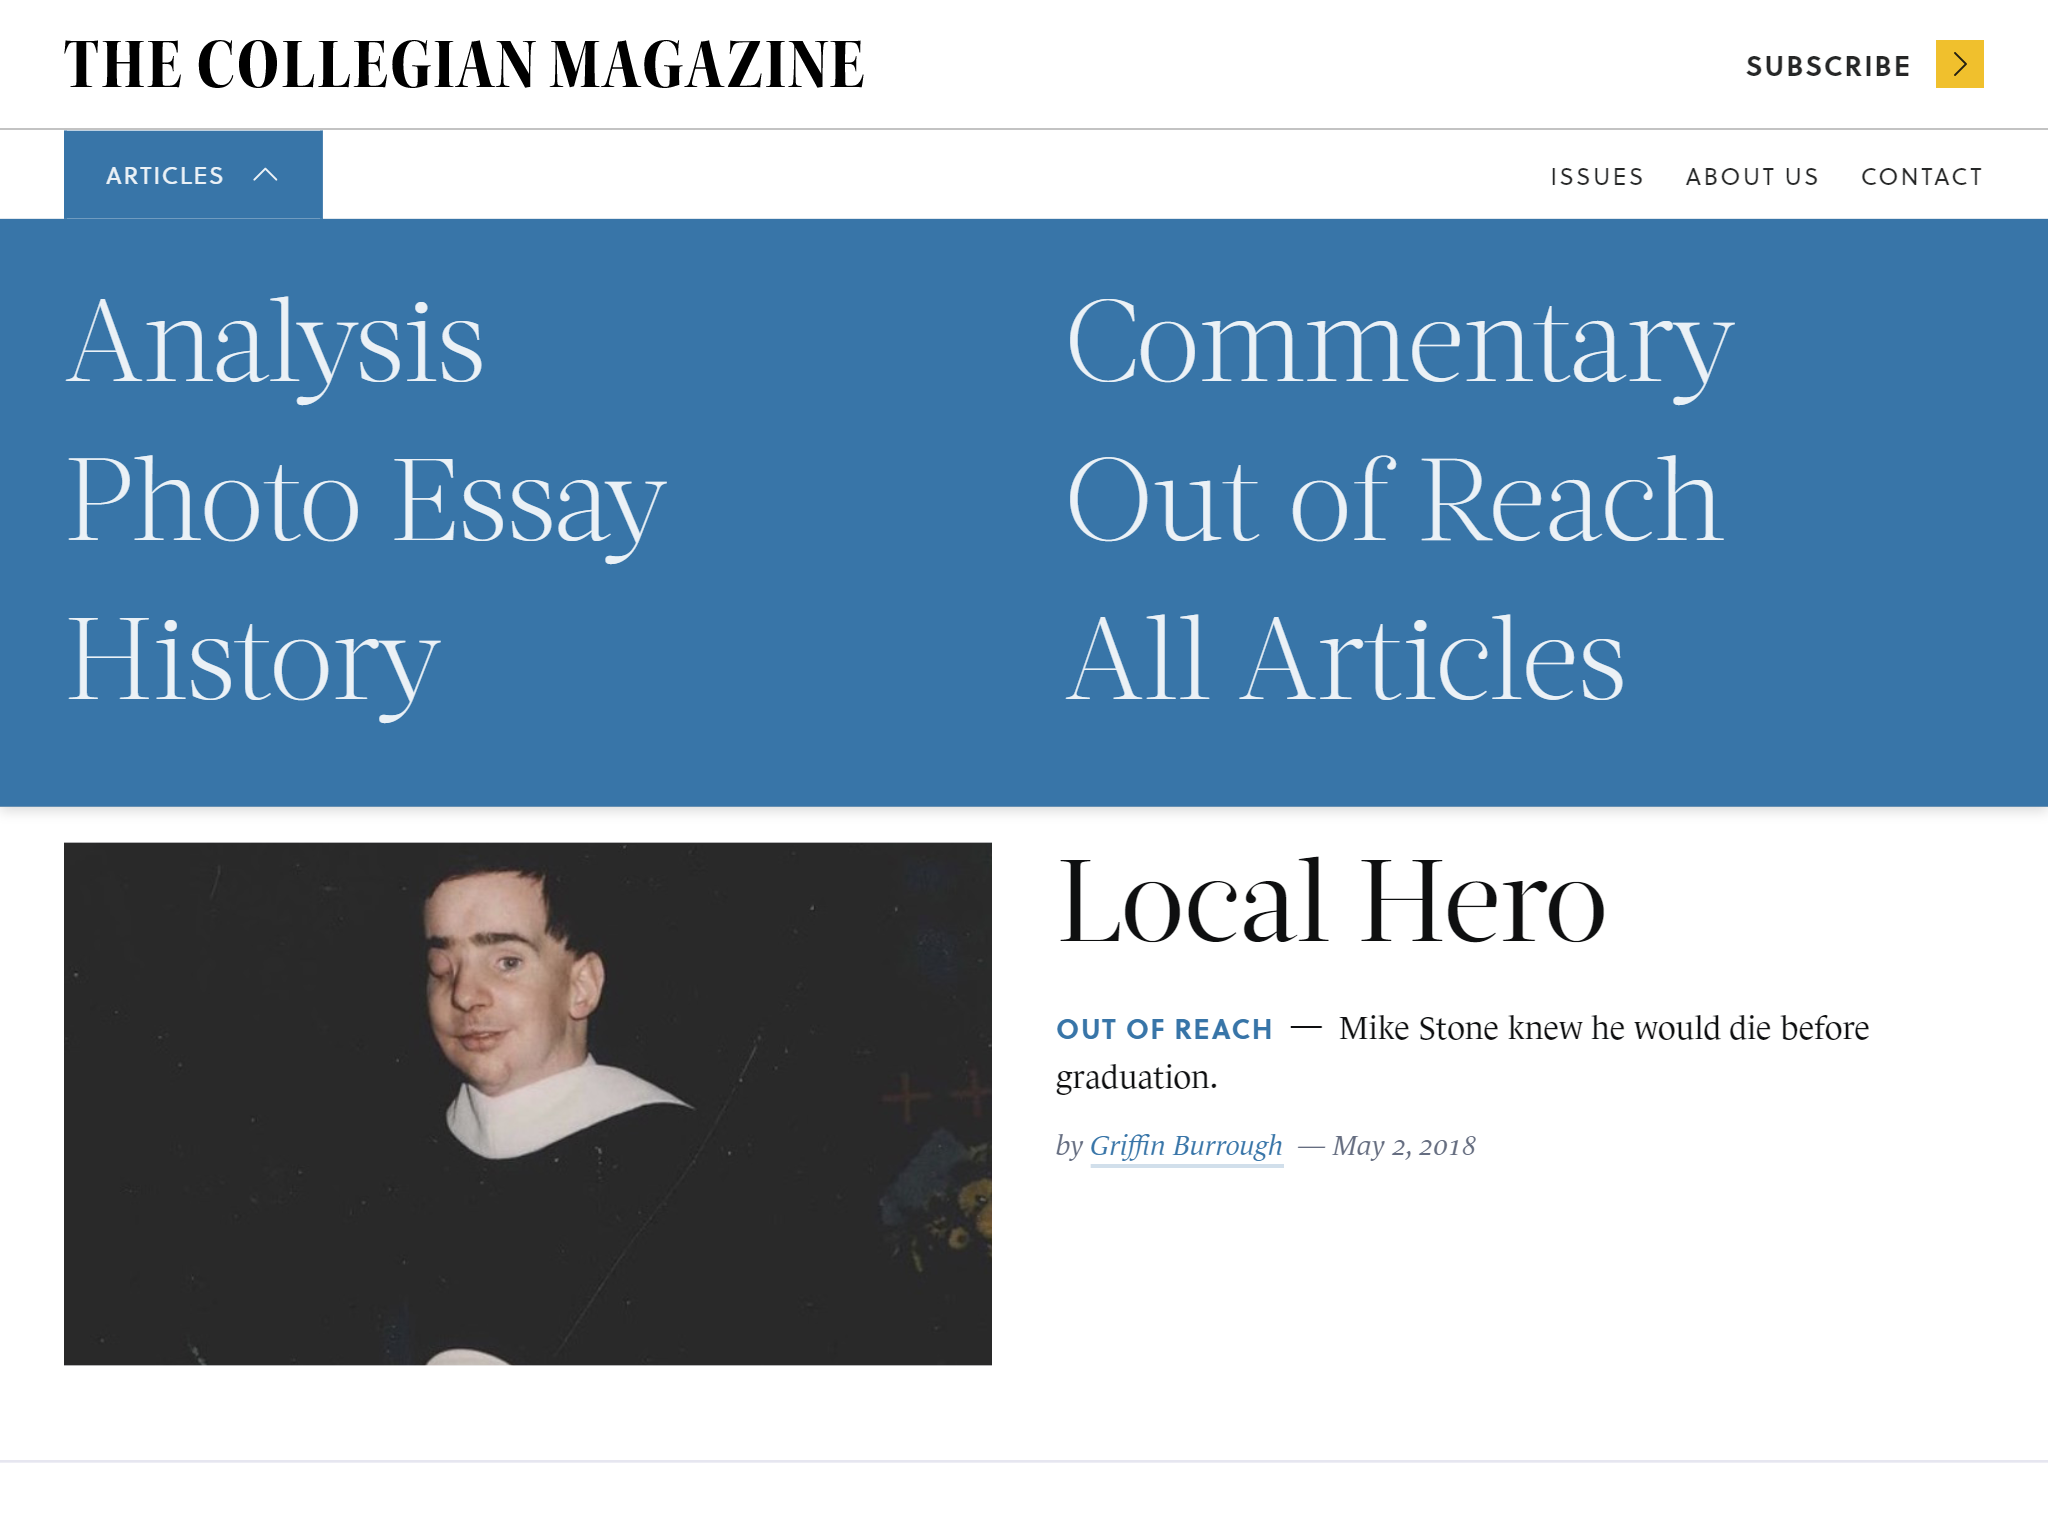 THE COLLEGIAN MAGAZINE
SUBSCRIBE
ARTICLES
ISSUES
ABOUT US
CONTACT
Analysis
Commentary
Photo Essay
Out of Reach
History
All Articles
Local Hero
OUT OF REACH — Mike Stone knew he would die before
graduation.
by Griffin Burrough — May 2, 2018